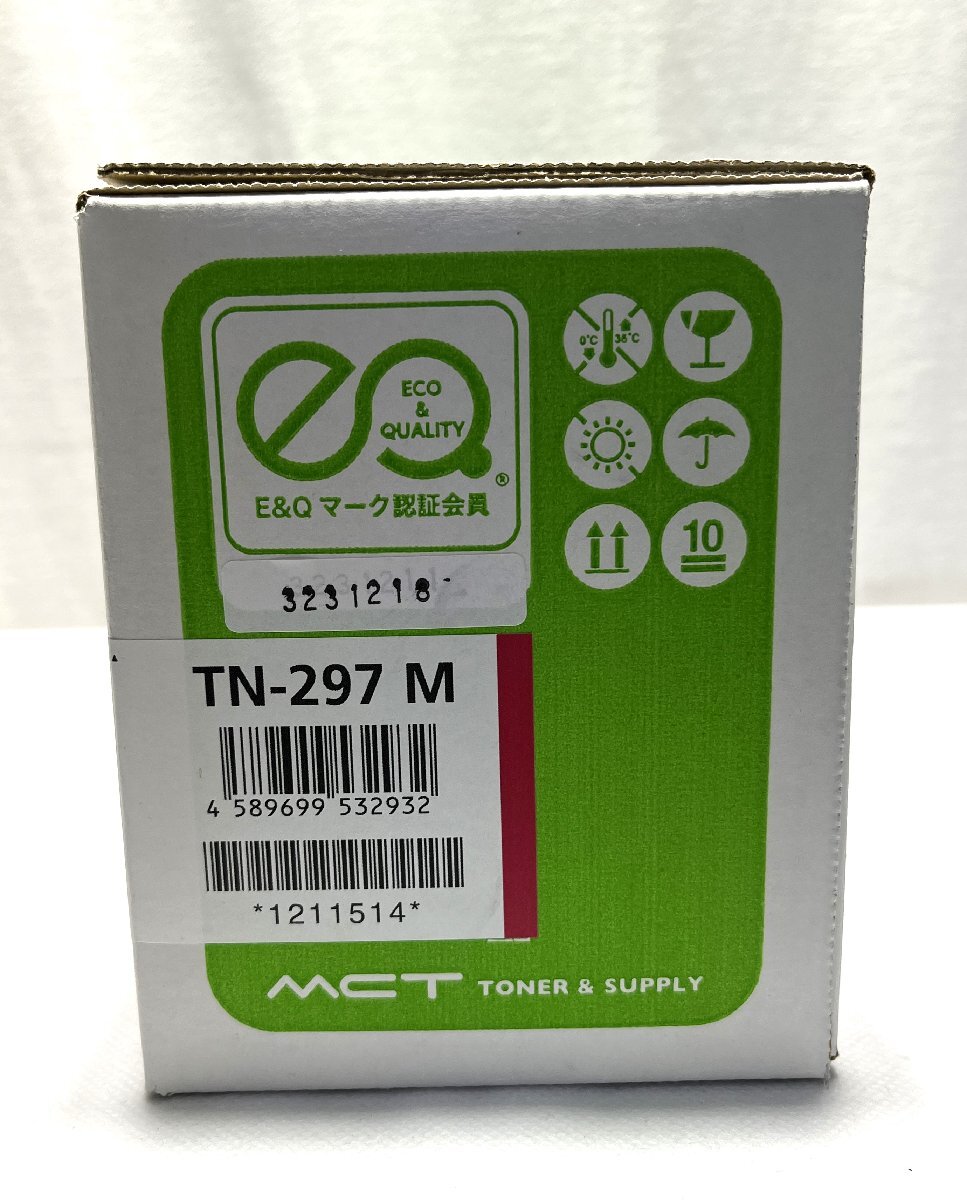 ECO
&
QUALITY
®
E&Q マーク認証会員
0°C 35°C
10
3231218
TN-297 M
4 589699 532932
*1211514*
MCT TONER & SUPPLY